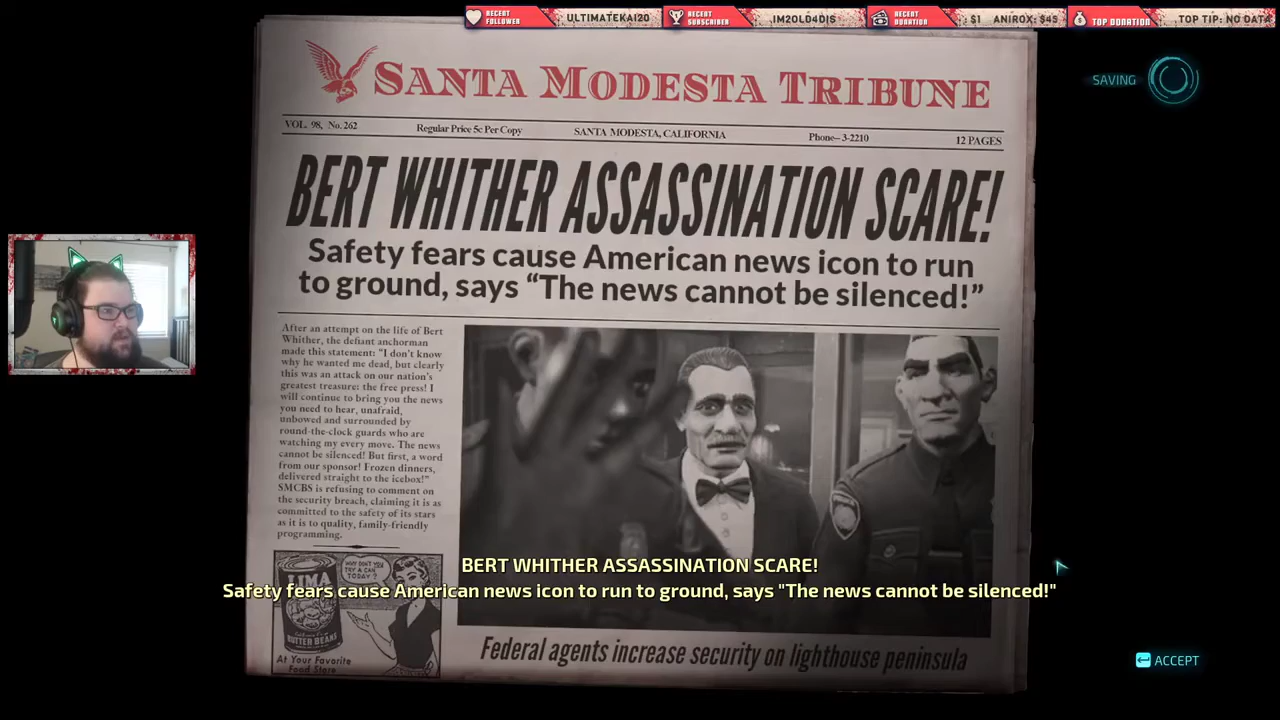 RECENT FOLLOWER
ULTIMATEKAI20
RECENT SUBSCRIBER
IM2OLD4DIS
RECENT DONATION
: $1 ANIROX: $45
TOP DONATION
TOP TIP: NO DATA
SAVING
SANTA MODESTA TRIBUNE
VOL. 98, No. 262 Regular Price 5c Per Copy SANTA MODESTA, CALIFORNIA Phone– 3-2210 12 PAGES
BERT WHITHER ASSASSINATION SCARE!
Safety fears cause American news icon to run
to ground, says “The news cannot be silenced!”
After an attempt on the life of Bert
Whither, the defiant anchorman
made this statement: “I don't know
why he wanted me dead, but clearly
this was an attack on our nation's
greatest treasure: the free press! I
will continue to bring you the news
you need to hear, unafraid,
unbowed and surrounded by
round-the-clock guards who are
watching my every move. The news
cannot be silenced! But first, a word
from our sponsor! Frozen dinners,
delivered straight to the icebox!”
SMCBS is refusing to comment on
the security breach, claiming it is as
committed to the safety of its stars
as it is to quality, family-friendly
programming.
WHY DON'T YOU
TRY A CAN
TODAY?
LIMA
BUTTER BEANS
At Your Favorite
Food Store
BERT WHITHER ASSASSINATION SCARE!
Safety fears cause American news icon to run to ground, says "The news cannot be silenced!"
Federal agents increase security on lighthouse peninsula
ACCEPT